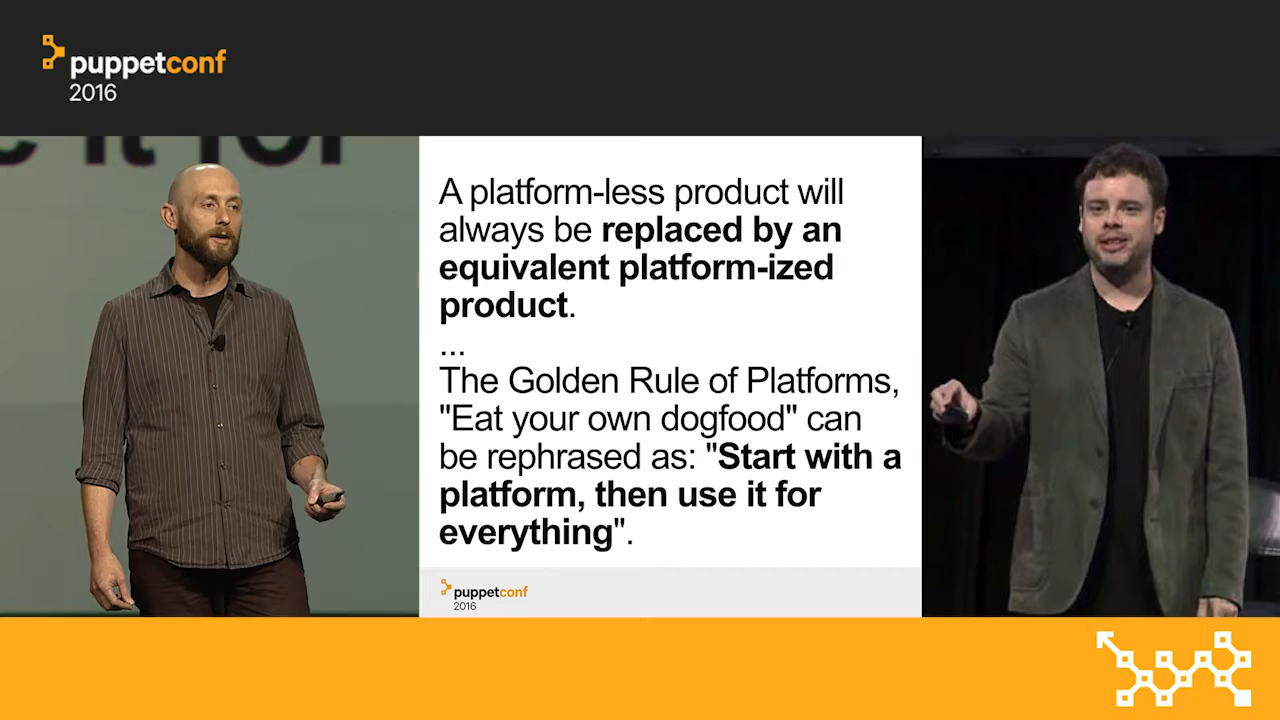 puppetconf
2016
A platform-less product will
always be replaced by an
equivalent platform-ized
product.
...
The Golden Rule of Platforms,
"Eat your own dogfood" can
be rephrased as: "Start with a
platform, then use it for
everything".
puppetconf
2016